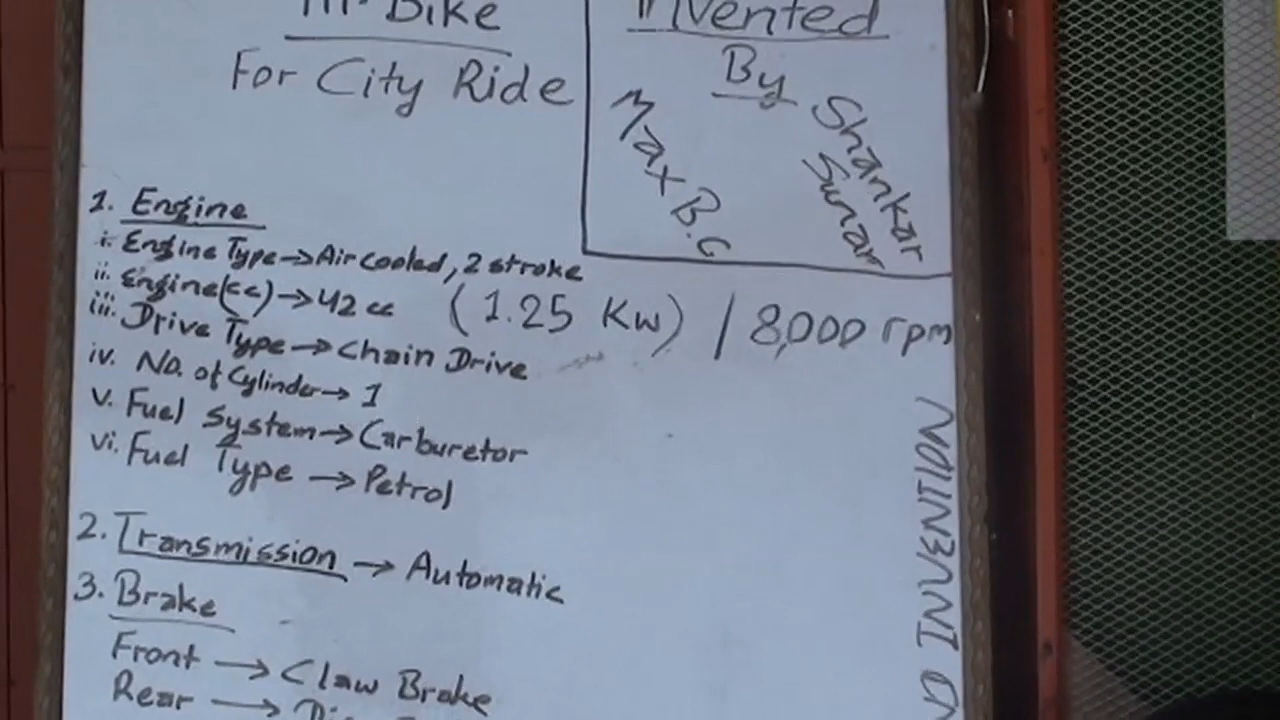 Bike
For City Ride
Invented
By
Max B.C
Shankar
Sunar
1. Engine
i. Engine Type → Air cooled, 2 stroke
ii. Engine(cc) → 42 cc (1.25 Kw) / 8,000 rpm
iii. Drive Type → Chain Drive
iv. No. of Cylinder → 1
v. Fuel System → Carburetor
vi. Fuel Type → Petrol
2. Transmission → Automatic
3. Brake
Front → Claw Brake
Rear →
INVENTION